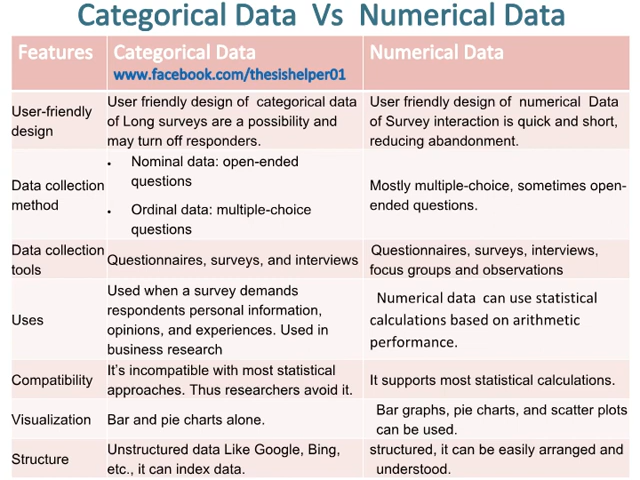 Categorical Data Vs Numerical Data
Features
Categorical Data
www.facebook.com/thesishelper01
Numerical Data
User-friendly
design
User friendly design of categorical data
of Long surveys are a possibility and
may turn off responders.
User friendly design of numerical Data
of Survey interaction is quick and short,
reducing abandonment.
Data collection
method
• Nominal data: open-ended
questions
• Ordinal data: multiple-choice
questions
Mostly multiple-choice, sometimes open-
ended questions.
Data collection
tools
Questionnaires, surveys, and interviews
Questionnaires, surveys, interviews,
focus groups and observations
Uses
Used when a survey demands
respondents personal information,
opinions, and experiences. Used in
business research
Numerical data can use statistical
calculations based on arithmetic
performance.
Compatibility
It's incompatible with most statistical
approaches. Thus researchers avoid it.
It supports most statistical calculations.
Visualization
Bar and pie charts alone.
Bar graphs, pie charts, and scatter plots
can be used.
Structure
Unstructured data Like Google, Bing,
etc., it can index data.
structured, it can be easily arranged and
understood.